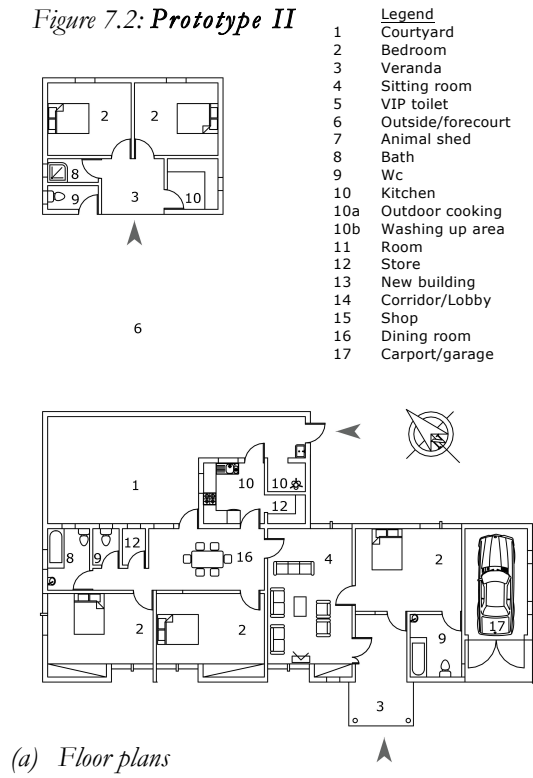 Figure 7.2: Prototype II
Legend
1 Courtyard
2 Bedroom
3 Veranda
4 Sitting room
5 VIP toilet
6 Outside/forecourt
7 Animal shed
8 Bath
9 Wc
10 Kitchen
10a Outdoor cooking
10b Washing up area
11 Room
12 Store
13 New building
14 Corridor/Lobby
15 Shop
16 Dining room
17 Carport/garage
2 2
8
9 3 10
6
1 10 10
12
8 9 12 16 4 2
2 2 9 17
3
(a) Floor plans